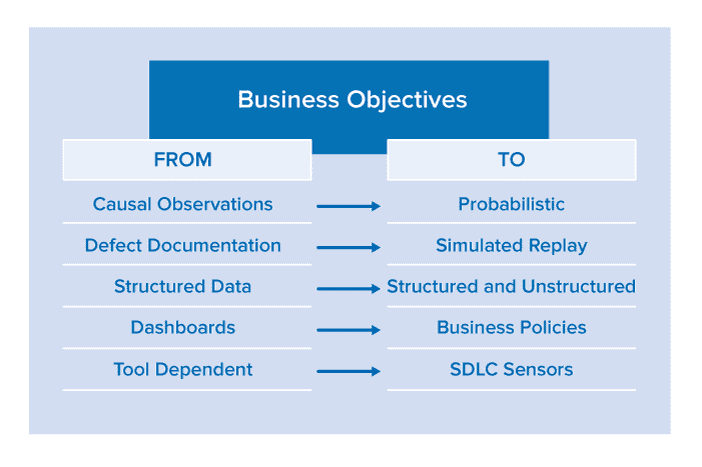 Business Objectives
FROM TO
Causal Observations Probabilistic
Defect Documentation Simulated Replay
Structured Data Structured and Unstructured
Dashboards Business Policies
Tool Dependent SDLC Sensors